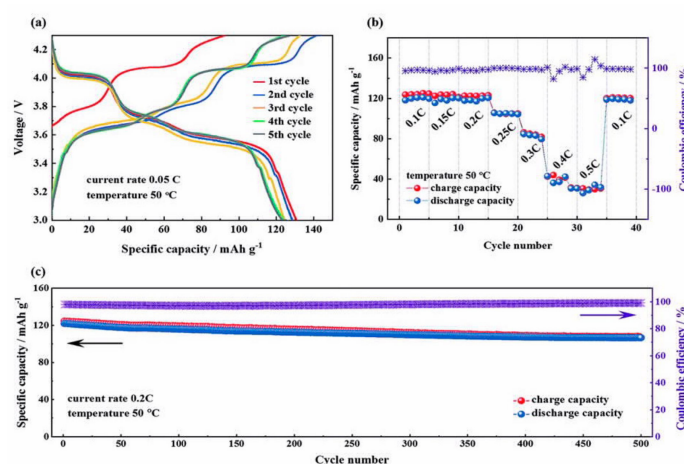 (a)
4.2
4.0
3.8
3.6
3.4
3.2
3.0
Voltage / V
1st cycle
2nd cycle
3rd cycle
4th cycle
5th cycle
current rate 0.05 C
temperature 50 °C
0 20 40 60 80 100 120 140
Specific capacity / mAh g⁻¹
(b)
160
120
80
40
0
Specific capacity / mAh g⁻¹
0.1C
0.15C
0.2C
0.25C
0.3C
0.4C
0.5C
0.1C
temperature 50 °C
charge capacity
discharge capacity
100
0
-100
Coulombic efficiency / %
0 10 20 30 40
Cycle number
(c)
160
120
80
40
0
Specific capacity / mAh g⁻¹
current rate 0.2C
temperature 50 °C
charge capacity
discharge capacity
100
80
60
40
20
0
Coulombic efficiency / %
0 50 100 150 200 250 300 350 400 450 500
Cycle number